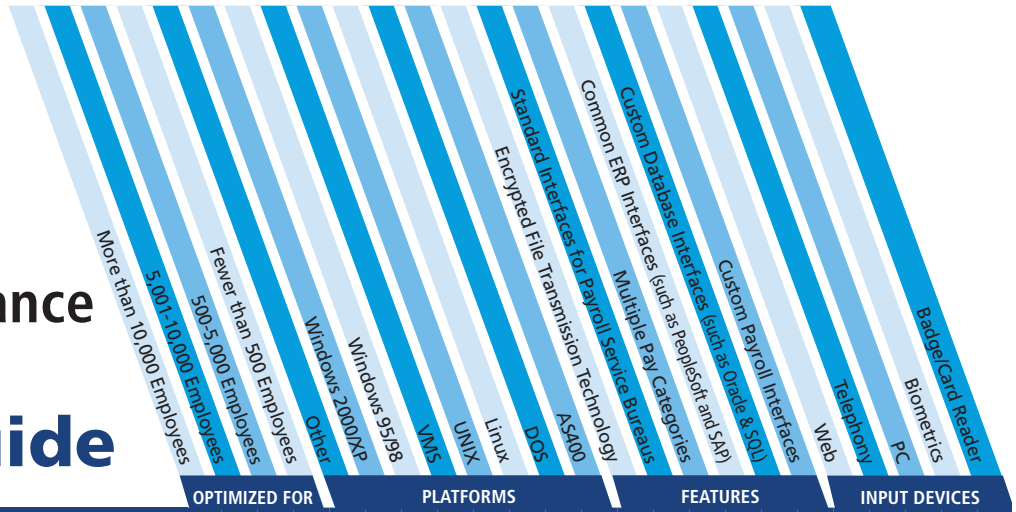 More than 10,000 Employees
5,001-10,000 Employees
500-5,000 Employees
Fewer than 500 Employees
Other
Windows 2000/XP
Windows 95/98
VMS
UNIX
Linux
DOS
AS400
Encrypted File Transmission Technology
Standard Interfaces for Payroll Service Bureaus
Multiple Pay Categories
Common ERP Interfaces (such as PeopleSoft and SAP)
Custom Database Interfaces (such as Oracle & SQL)
Custom Payroll Interfaces
Web
Telephony
PC
Biometrics
Badge/Card Reader
ance
uide
OPTIMIZED FOR
PLATFORMS
FEATURES
INPUT DEVICES